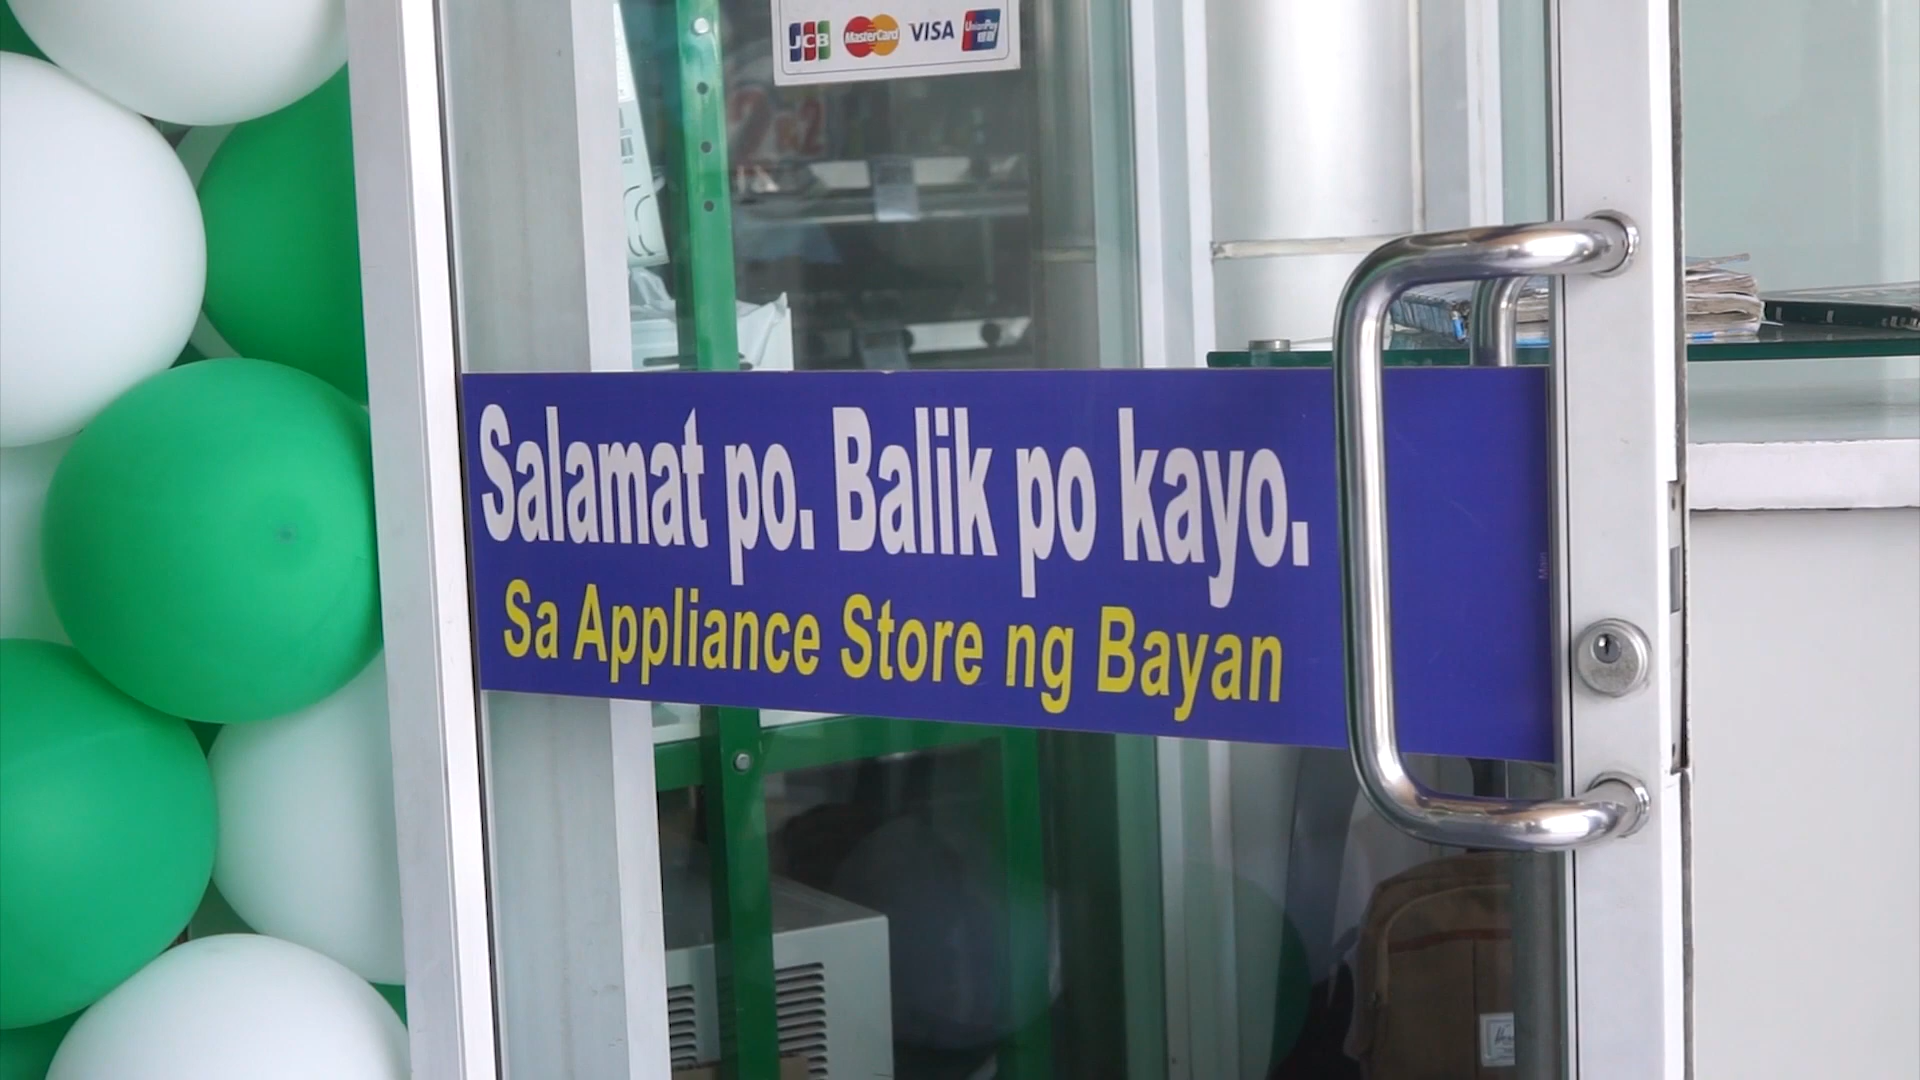 JCB MasterCard VISA UnionPay
Salamat po. Balik po kayo.
Sa Appliance Store ng Bayan